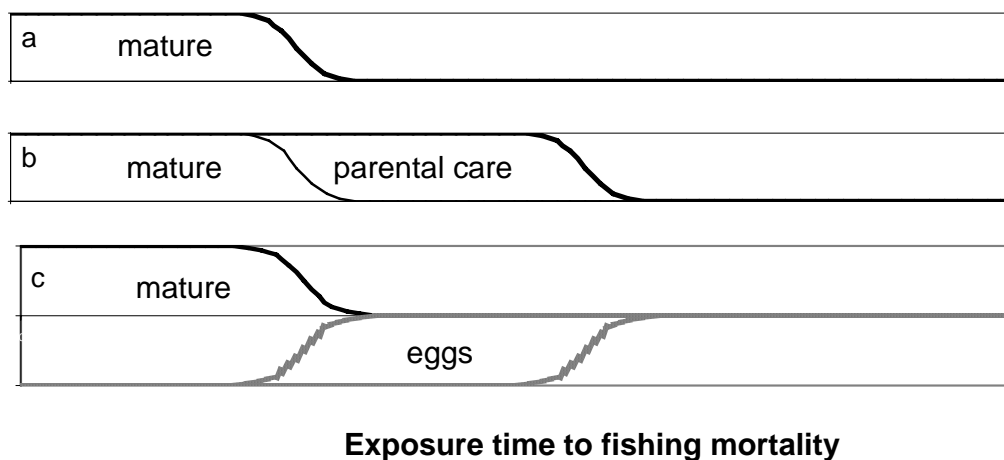 a
mature
b
mature parental care
c
mature
eggs
Exposure time to fishing mortality